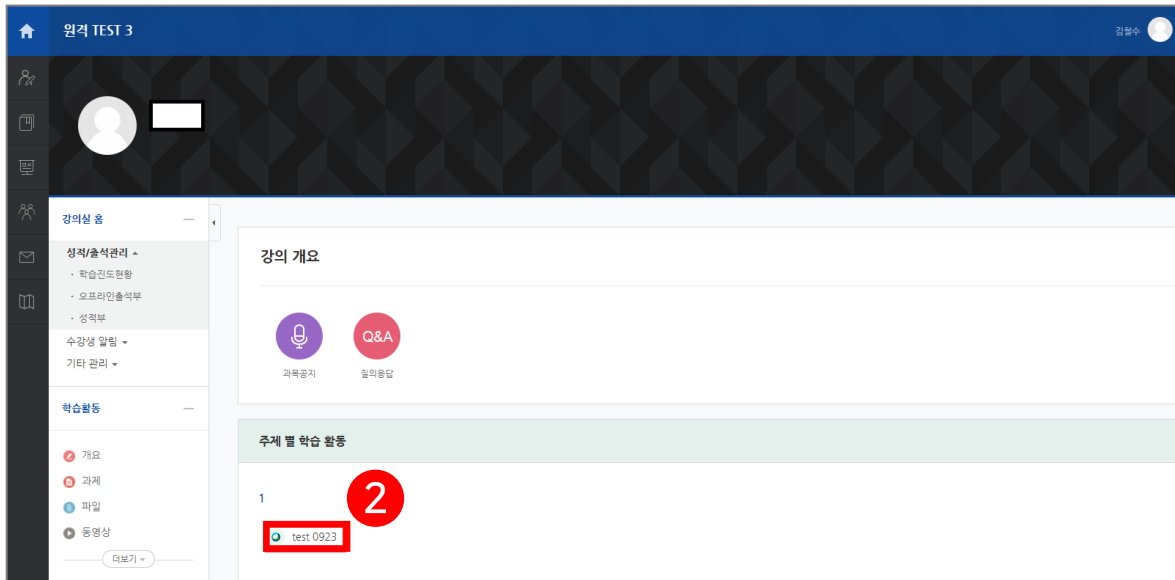 원격 TEST 3
김철수
강의실 홈
성적/출석관리
· 학습진도현황
· 오프라인출석부
· 성적부
수강생 알림
기타 관리
학습활동
개요
과제
파일
동영상
더보기
강의 개요
Q&A
과목공지
질의응답
주제 별 학습 활동
1
2
test 0923